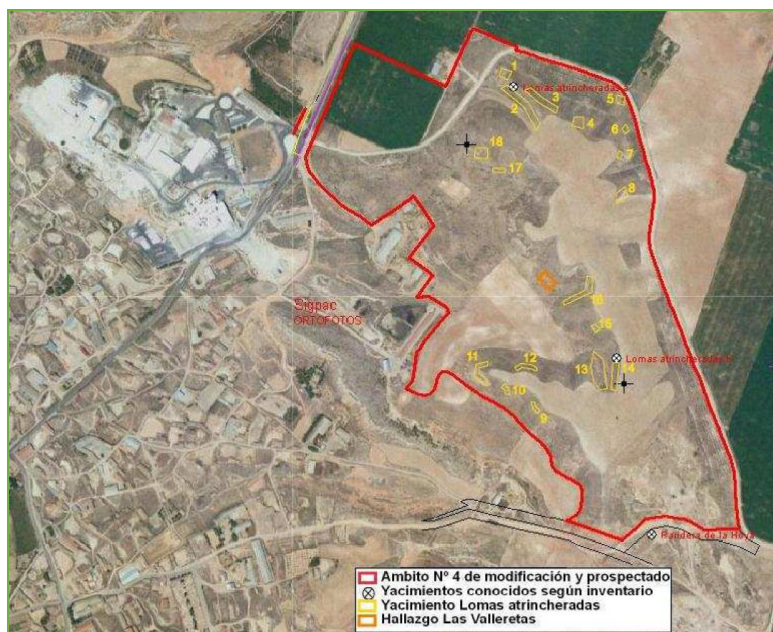 1
Lomas atrincheradas
2
3
4
5
6
7
8
18
17
16
15
Sigpac
ORTOFOTOS
Lomas atrincheradas II
11
12
13
14
10
9
Bandera de la Hoya
Ambito Nº 4 de modificación y prospectado
Yacimientos conocidos según inventario
Yacimiento Lomas atrincheradas
Hallazgo Las Valleretas